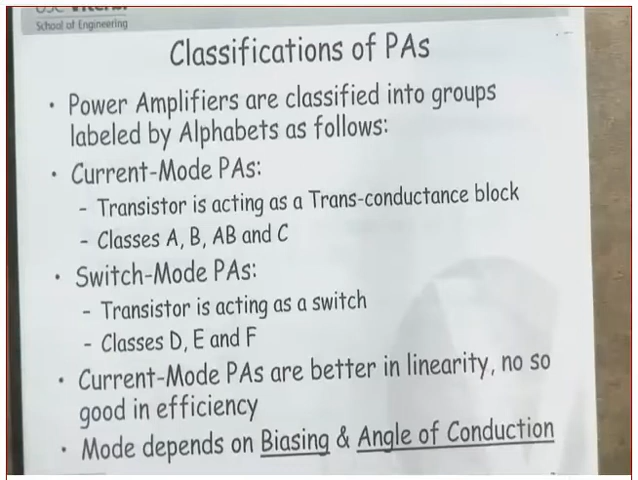 USC Viterbi
School of Engineering
Classifications of PAs
• Power Amplifiers are classified into groups
labeled by Alphabets as follows:
• Current-Mode PAs:
- Transistor is acting as a Trans-conductance block
- Classes A, B, AB and C
• Switch-Mode PAs:
- Transistor is acting as a switch
- Classes D, E and F
• Current-Mode PAs are better in linearity, no so
good in efficiency
• Mode depends on Biasing & Angle of Conduction